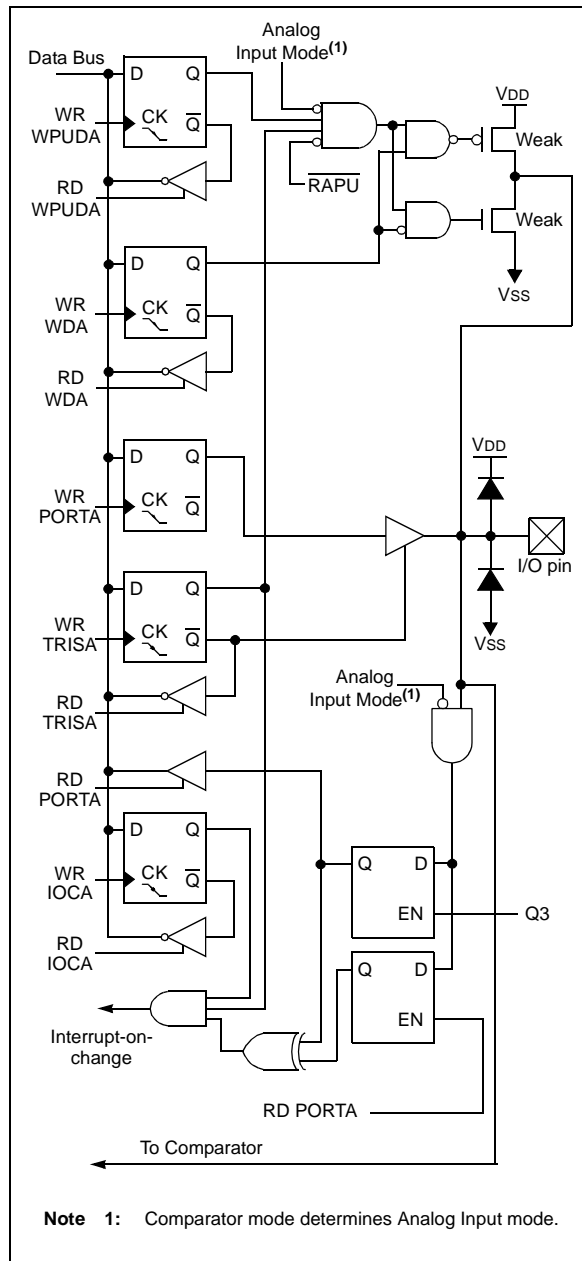 Analog
Input Mode(1)
Data Bus
D Q
VDD
WR
WPUDA
CK
Q
Weak
RD
WPUDA
RAPU
Weak
D Q
VSS
WR
WDA
CK
Q
RD
WDA
D Q
VDD
WR
PORTA
CK
Q
I/O pin
D Q
WR
TRISA
CK
Q
VSS
Analog
Input Mode(1)
RD
TRISA
RD
PORTA
D Q
WR
IOCA
CK
Q
Q D
EN
Q3
RD
IOCA
Q D
EN
Interrupt-on-
change
RD PORTA
To Comparator
Note 1: Comparator mode determines Analog Input mode.